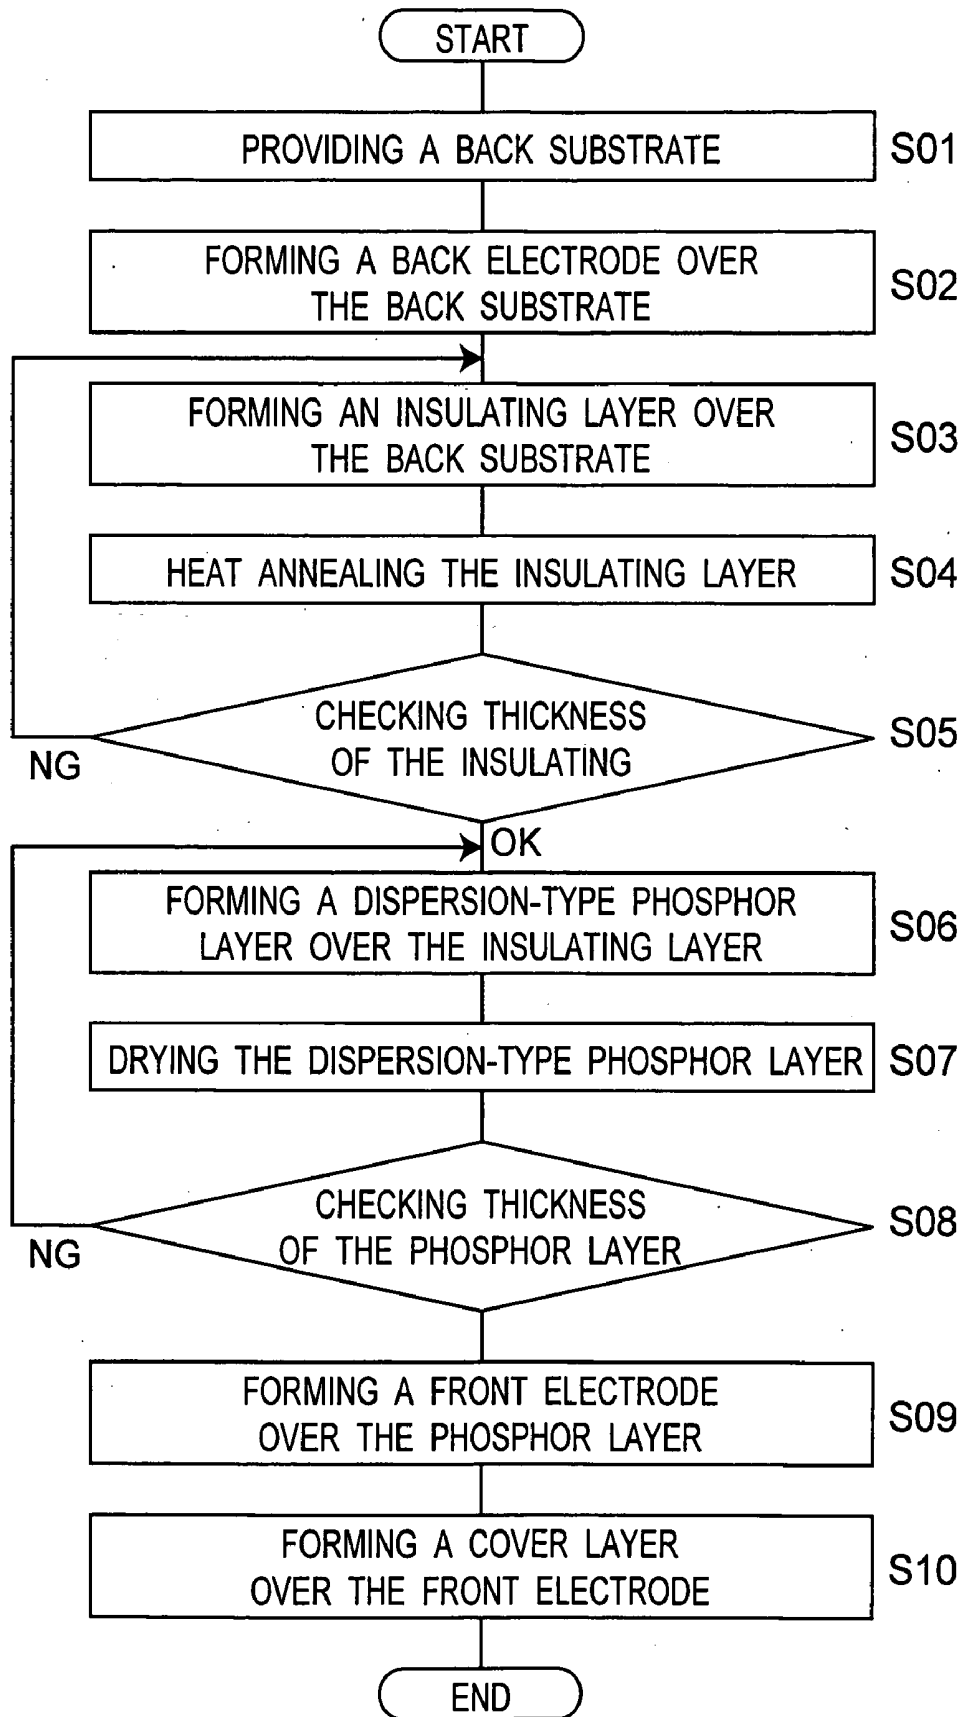 START
PROVIDING A BACK SUBSTRATE
S01
FORMING A BACK ELECTRODE OVER
THE BACK SUBSTRATE
S02
FORMING AN INSULATING LAYER OVER
THE BACK SUBSTRATE
S03
HEAT ANNEALING THE INSULATING LAYER
S04
CHECKING THICKNESS
OF THE INSULATING
S05
NG
OK
FORMING A DISPERSION-TYPE PHOSPHOR
LAYER OVER THE INSULATING LAYER
S06
DRYING THE DISPERSION-TYPE PHOSPHOR LAYER
S07
CHECKING THICKNESS
OF THE PHOSPHOR LAYER
S08
NG
FORMING A FRONT ELECTRODE
OVER THE PHOSPHOR LAYER
S09
FORMING A COVER LAYER
OVER THE FRONT ELECTRODE
S10
END